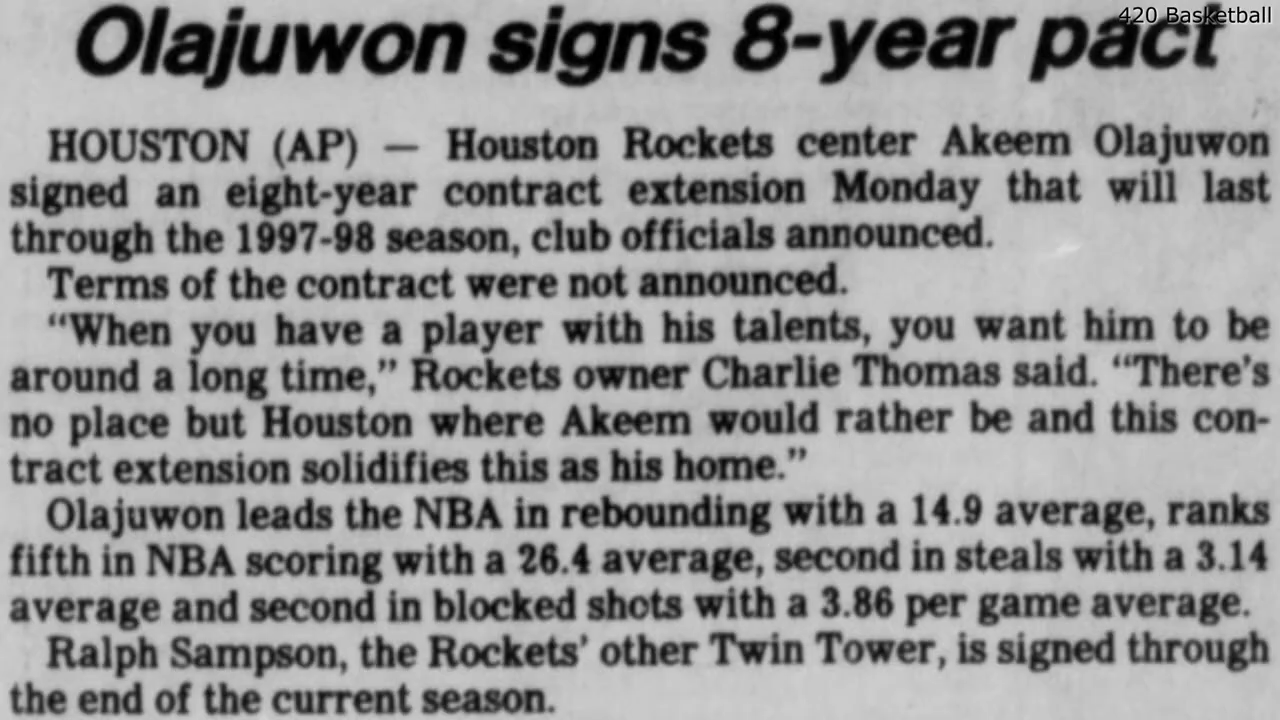 420 Basketball
Olajuwon signs 8-year pact
HOUSTON (AP) — Houston Rockets center Akeem Olajuwon
signed an eight-year contract extension Monday that will last
through the 1997-98 season, club officials announced.
Terms of the contract were not announced.
“When you have a player with his talents, you want him to be
around a long time,” Rockets owner Charlie Thomas said. “There’s
no place but Houston where Akeem would rather be and this con-
tract extension solidifies this as his home.”
Olajuwon leads the NBA in rebounding with a 14.9 average, ranks
fifth in NBA scoring with a 26.4 average, second in steals with a 3.14
average and second in blocked shots with a 3.86 per game average.
Ralph Sampson, the Rockets’ other Twin Tower, is signed through
the end of the current season.